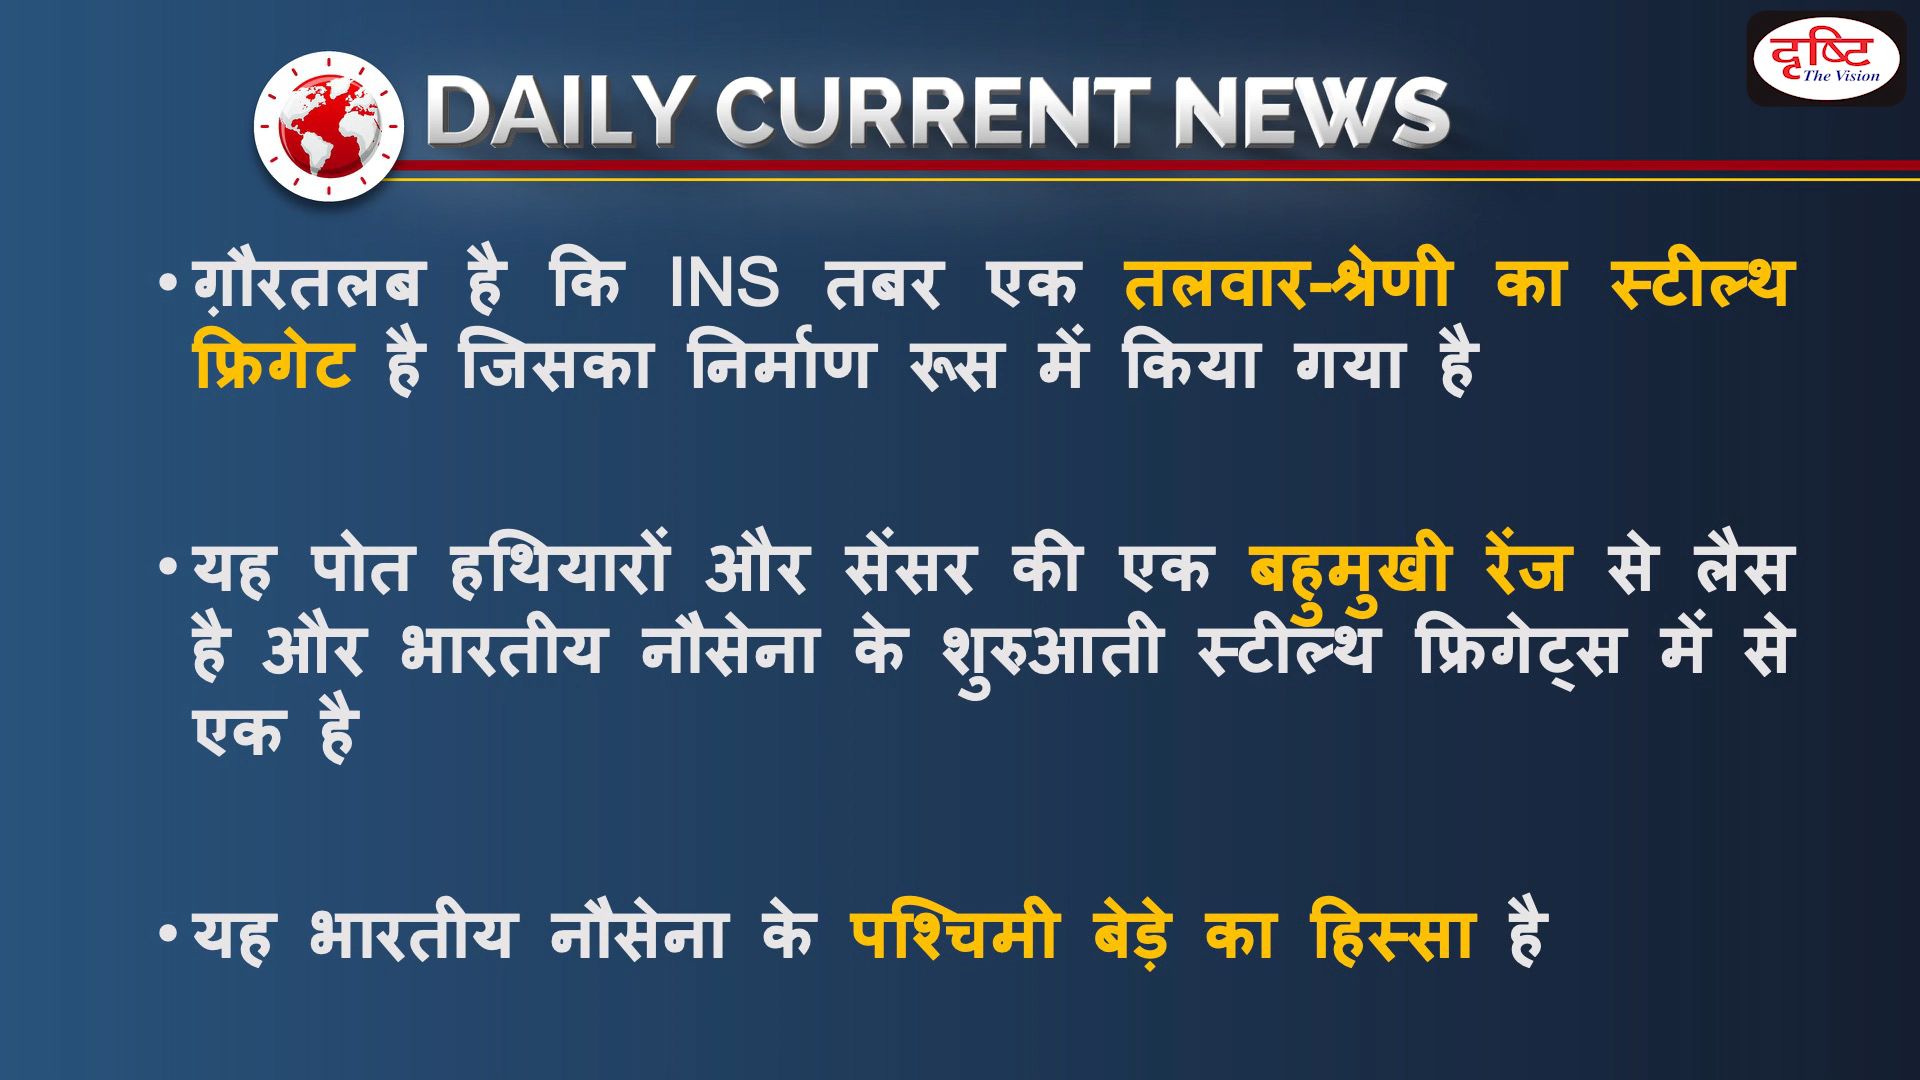 दृष्टि
The Vision
DAILY CURRENT NEWS
• ग़ौरतलब है कि INS तबर एक तलवार-श्रेणी का स्टील्थ
फ्रिगेट है जिसका निर्माण रूस में किया गया है
• यह पोत हथियारों और सेंसर की एक बहुमुखी रेंज से लैस
है और भारतीय नौसेना के शुरुआती स्टील्थ फ्रिगेट्स में से
एक है
• यह भारतीय नौसेना के पश्चिमी बेड़े का हिस्सा है